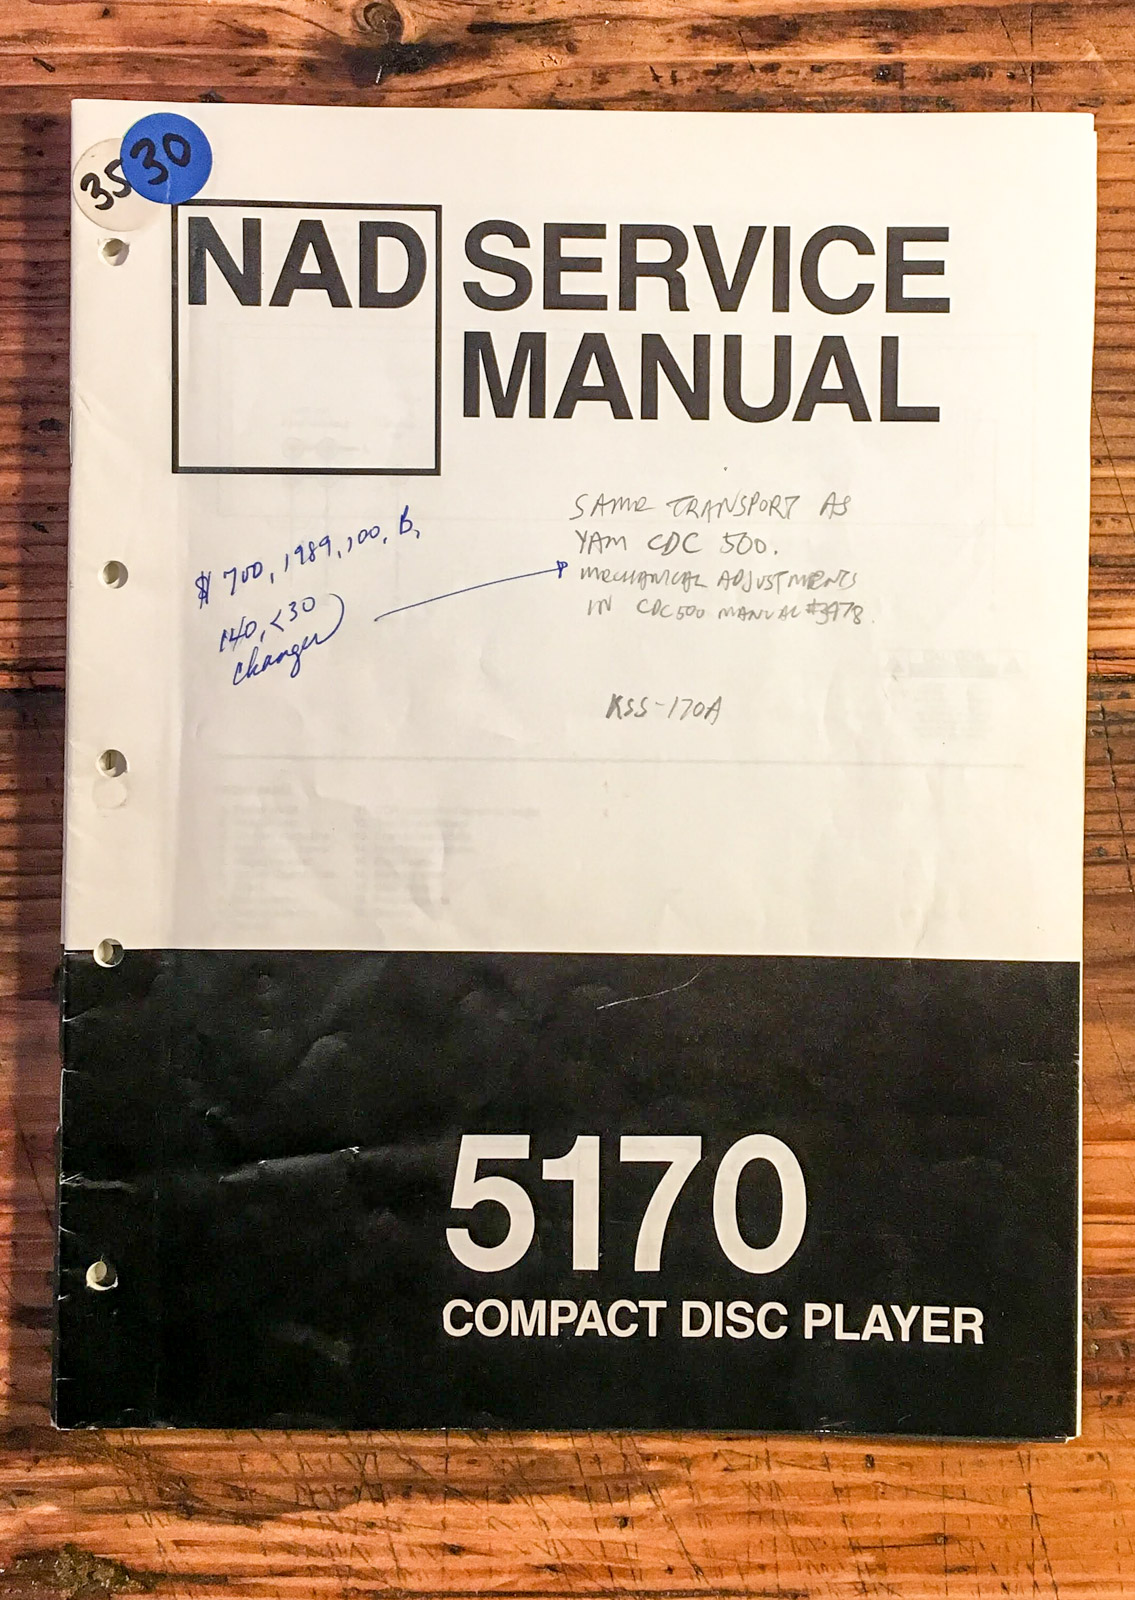 35
30
NAD SERVICE
MANUAL
$ 700, 1989, 100, B,
140, <30
changer
SAME TRANSPORT AS
YAM CDC 500.
MECHANICAL ADJUSTMENTS
IN CDC500 MANUAL #3978.
KSS-170A
5170
COMPACT DISC PLAYER